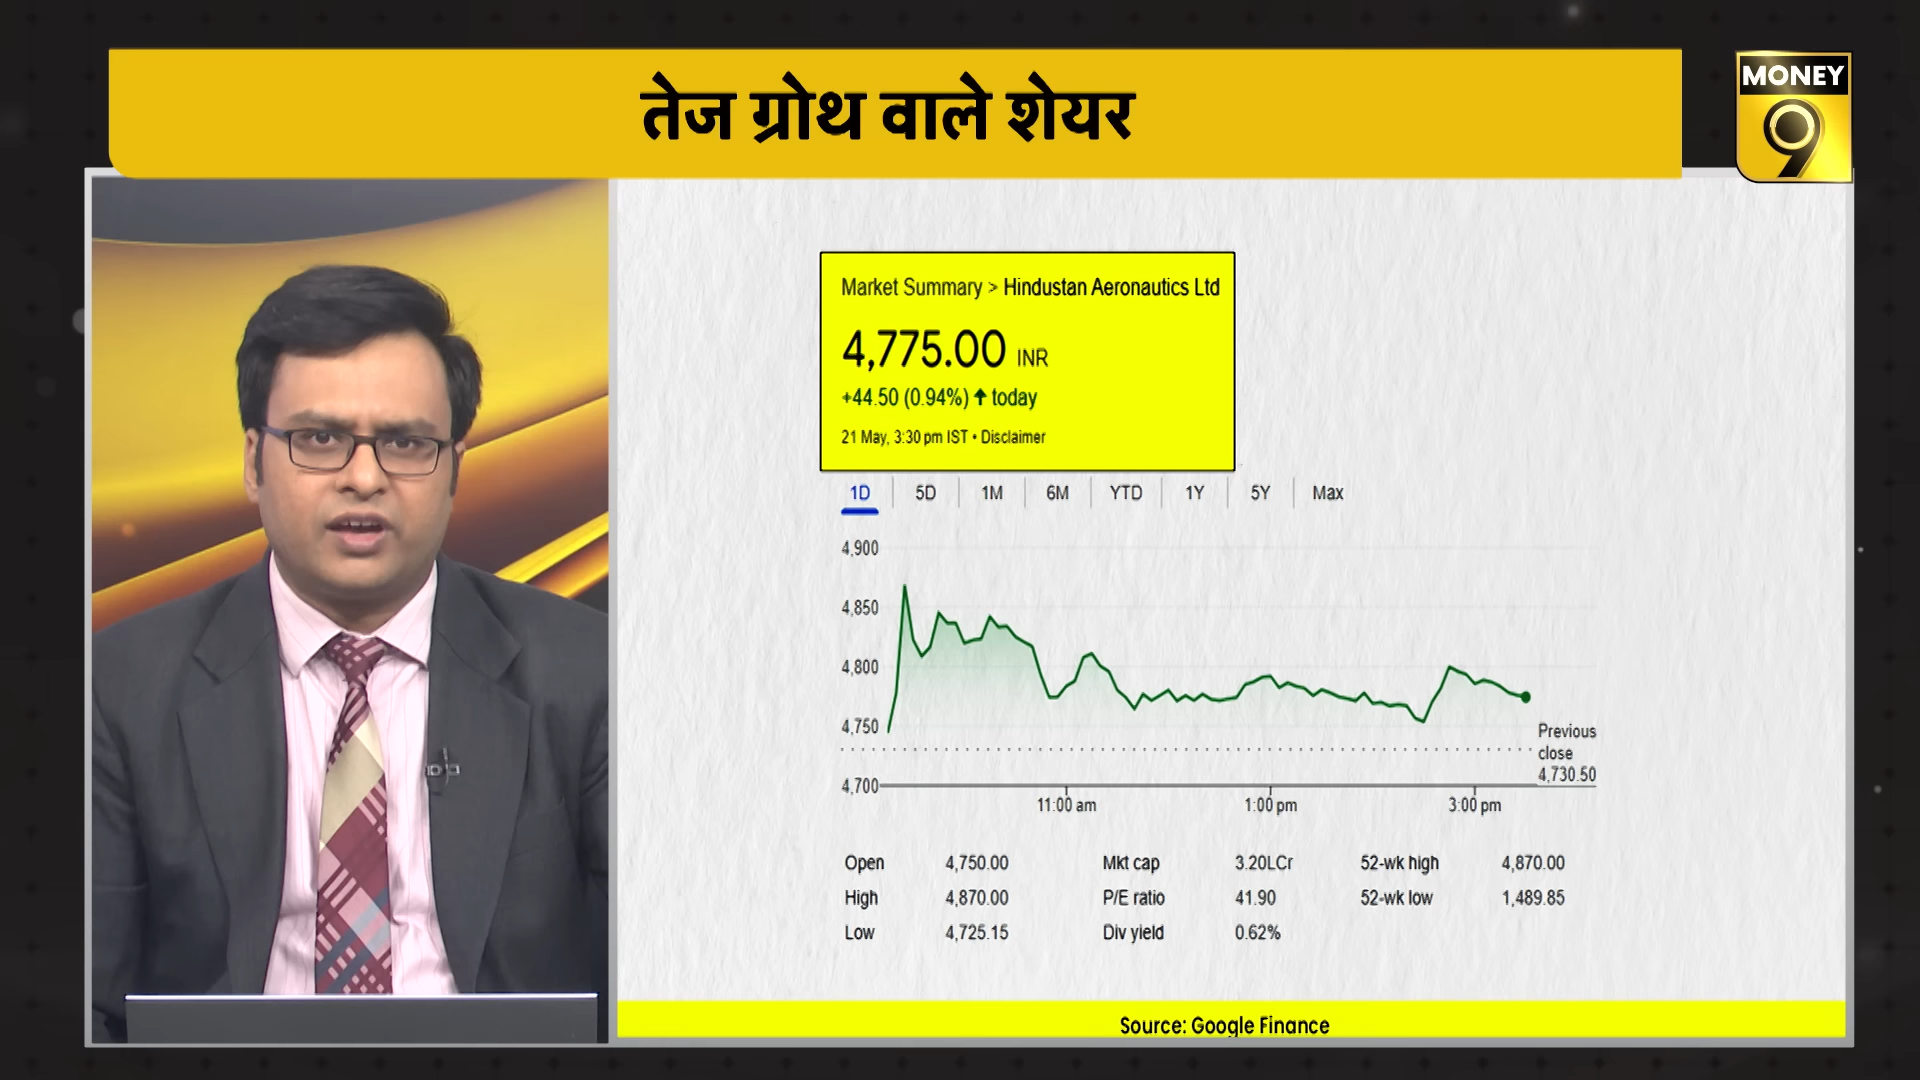 तेज ग्रोथ वाले शेयर
MONEY
9
Market Summary > Hindustan Aeronautics Ltd
4,775.00 INR
+44.50 (0.94%) ↑ today
21 May, 3:30 pm IST • Disclaimer
1D 5D 1M 6M YTD 1Y 5Y Max
4,900
4,850
4,800
4,750
4,700
Previous
close
4,730.50
11:00 am 1:00 pm 3:00 pm
Open 4,750.00 Mkt cap 3.20LCr 52-wk high 4,870.00
High 4,870.00 P/E ratio 41.90 52-wk low 1,489.85
Low 4,725.15 Div yield 0.62%
Source: Google Finance